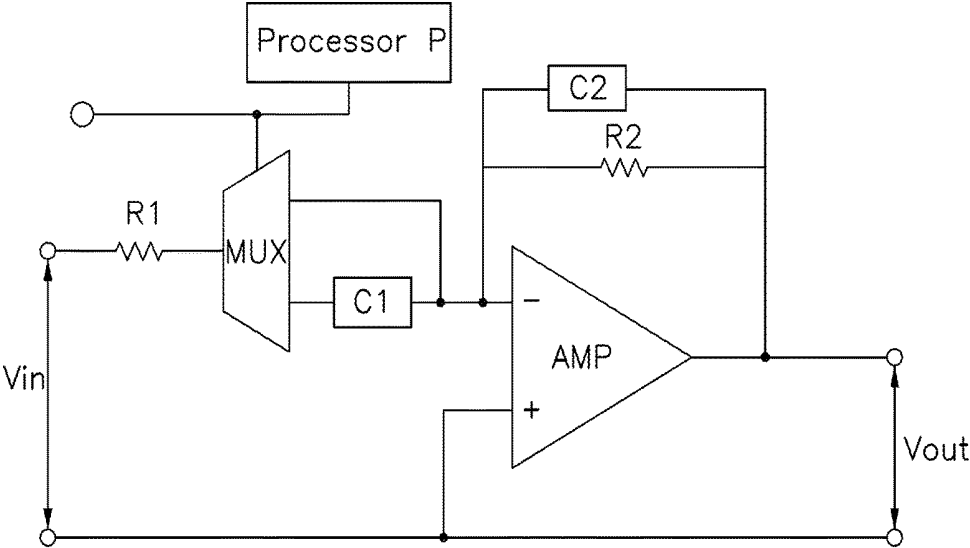 Processor P
C2
R2
R1
MUX
C1
−
AMP
Vin
+
Vout